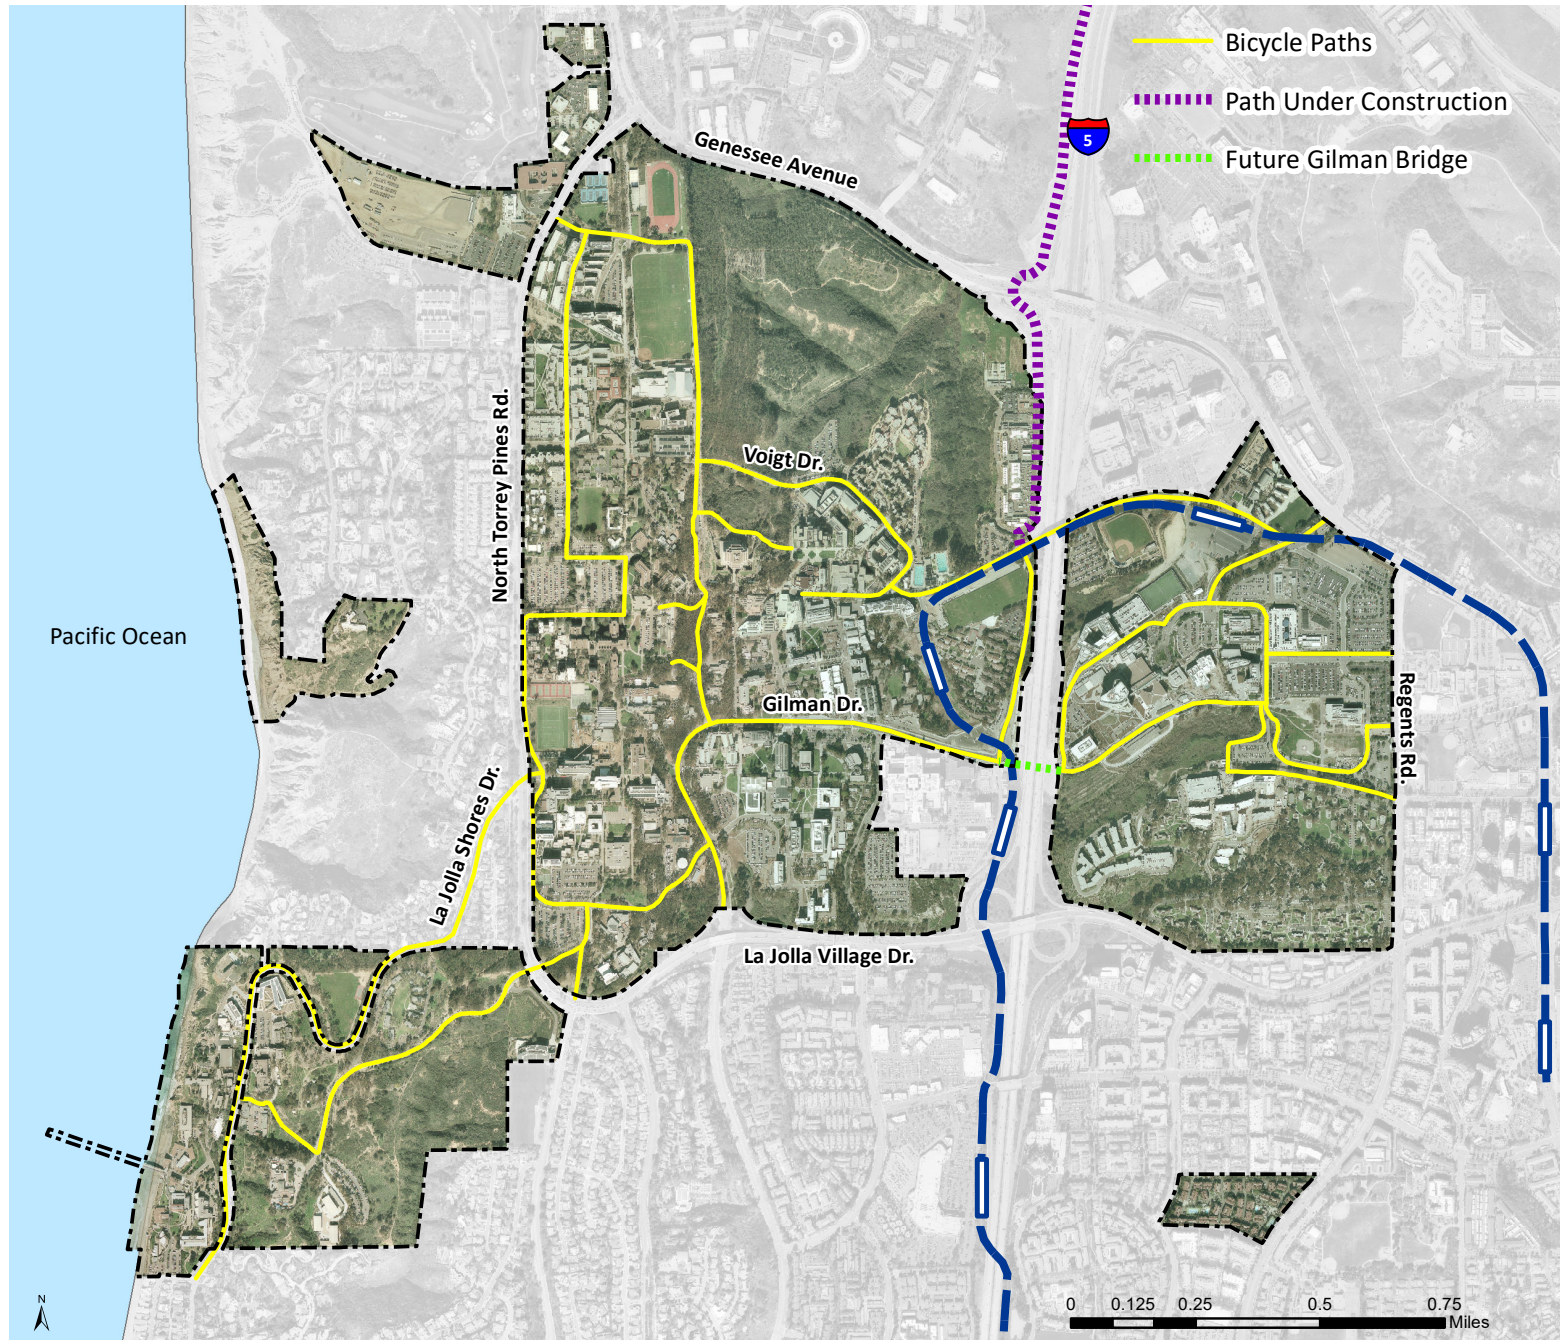 Bicycle Paths
Path Under Construction
5
Future Gilman Bridge
Genessee Avenue
North Torrey Pines Rd.
Voigt Dr.
Pacific Ocean
Gilman Dr.
Regents Rd.
La Jolla Shores Dr.
La Jolla Village Dr.
N
0 0.125 0.25 0.5 0.75
Miles